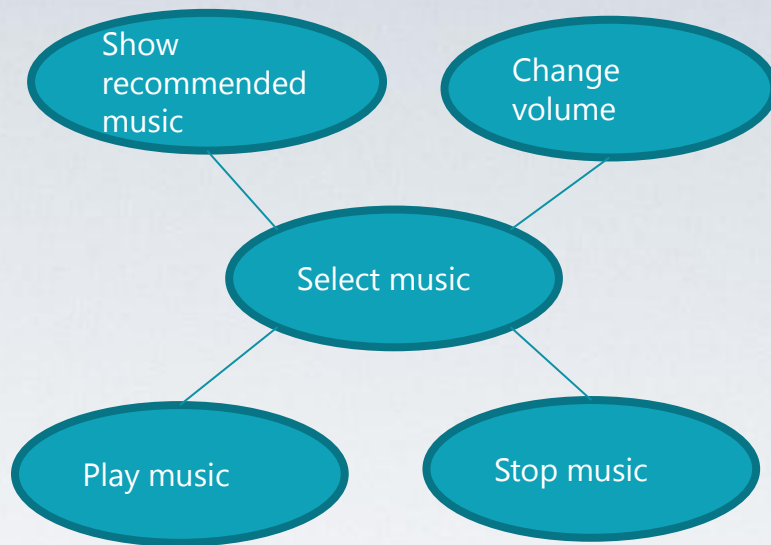 Show
recommended
music
Change
volume
Select music
Play music
Stop music